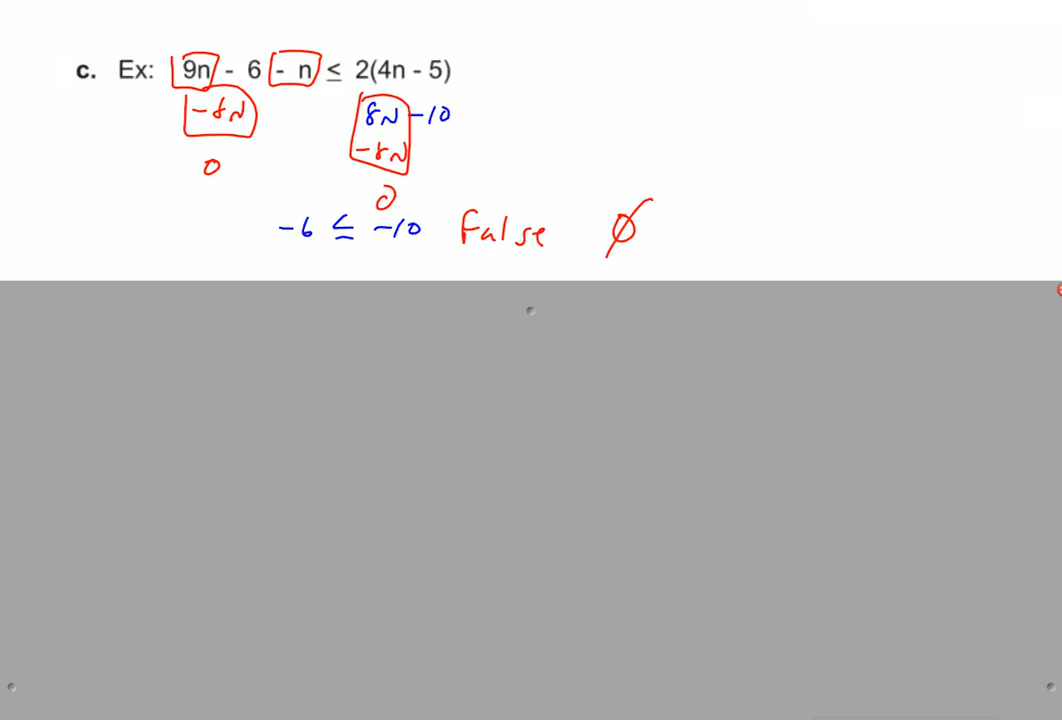 c. Ex: 9n - 6 - n ≤ 2(4n - 5)
-8N 8N -10
-8N
0
0
-6 ≤ -10 False ∅